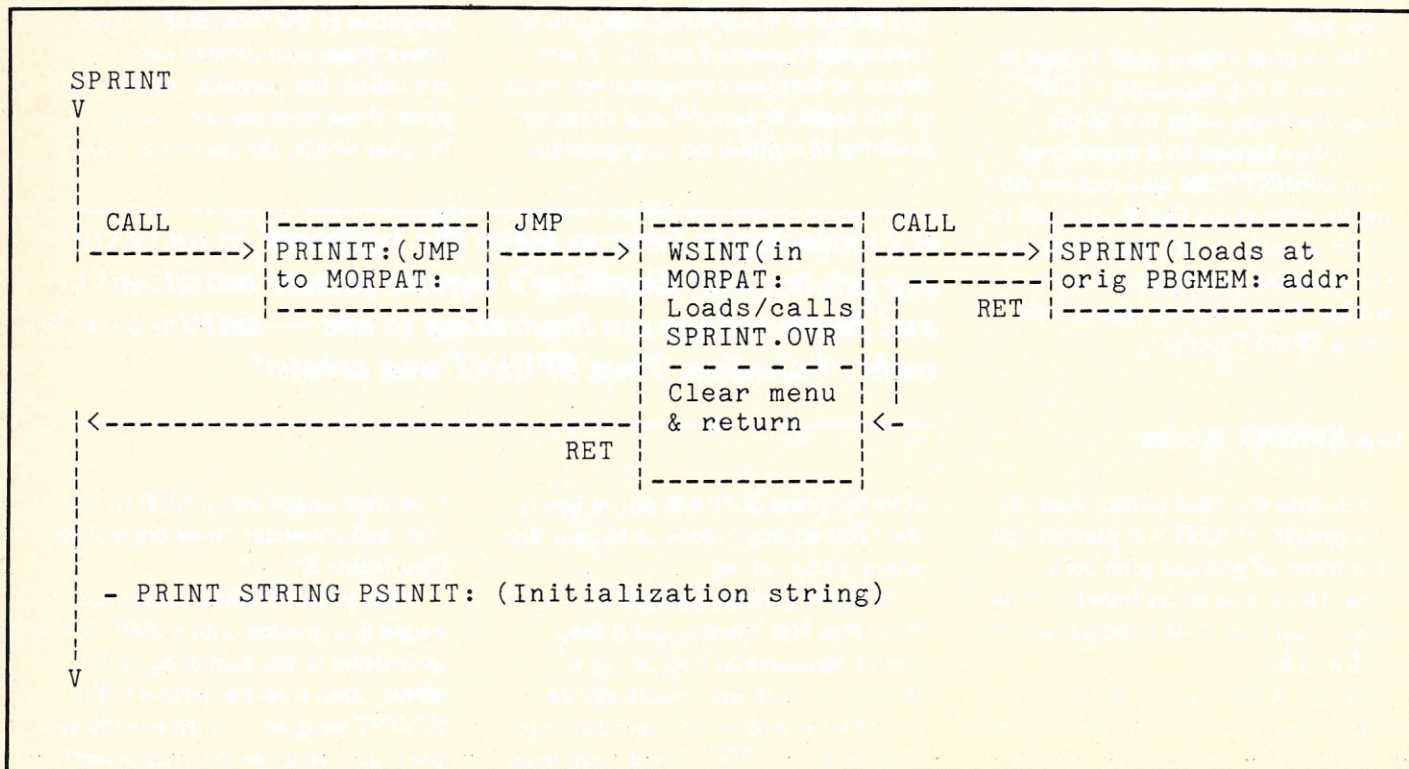 SPRINT
V
CALL JMP CALL
PRINIT:(JMP WSINT(in SPRINT(loads at
to MORPAT: MORPAT: orig PBGMEM: addr
Loads/calls RET
SPRINT.OVR
Clear menu
& return
RET
- PRINT STRING PSINIT: (Initialization string)
V